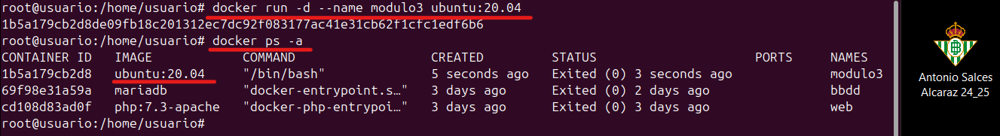 root@usuario:/home/usuario# docker run -d --name modulo3 ubuntu:20.04
1b5a179cb2d8de09fb18c201312ec7dc92f083177ac41e31cb62f1cfc1edf6b6
root@usuario:/home/usuario# docker ps -a
CONTAINER ID   IMAGE            COMMAND                  CREATED         STATUS                     PORTS     NAMES
1b5a179cb2d8   ubuntu:20.04     "/bin/bash"              5 seconds ago   Exited (0) 3 seconds ago             modulo3
69f98e31a59a   mariadb          "docker-entrypoint.s…"   3 days ago      Exited (0) 2 days ago                bbdd
cd108d83ad0f   php:7.3-apache   "docker-php-entrypoi…"   3 days ago      Exited (0) 3 days ago                web
root@usuario:/home/usuario#
Antonio Salces
Alcaraz 24_25